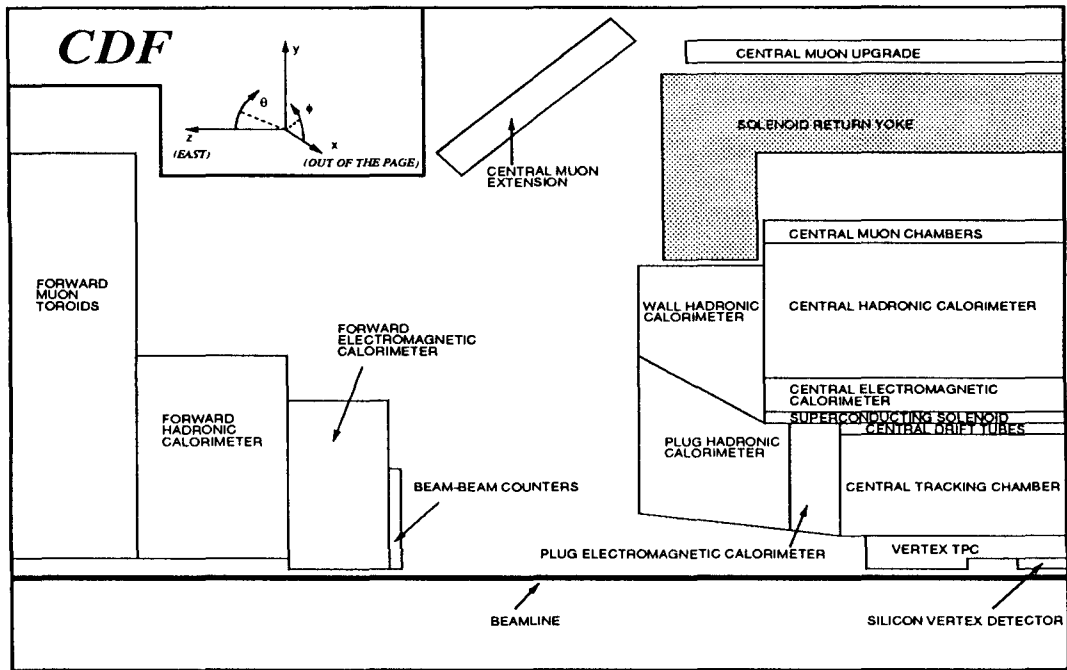 CDF
y
θ
ϕ
z
x
(EAST)
(OUT OF THE PAGE)
CENTRAL MUON
EXTENSION
CENTRAL MUON UPGRADE
SOLENOID RETURN YOKE
CENTRAL MUON CHAMBERS
FORWARD
MUON
TOROIDS
WALL HADRONIC
CALORIMETER
CENTRAL HADRONIC CALORIMETER
FORWARD
ELECTROMAGNETIC
CALORIMETER
CENTRAL ELECTROMAGNETIC
CALORIMETER
SUPERCONDUCTING SOLENOID
CENTRAL DRIFT TUBES
FORWARD
HADRONIC
CALORIMETER
PLUG HADRONIC
CALORIMETER
BEAM-BEAM COUNTERS
CENTRAL TRACKING CHAMBER
PLUG ELECTROMAGNETIC CALORIMETER
VERTEX TPC
BEAMLINE
SILICON VERTEX DETECTOR